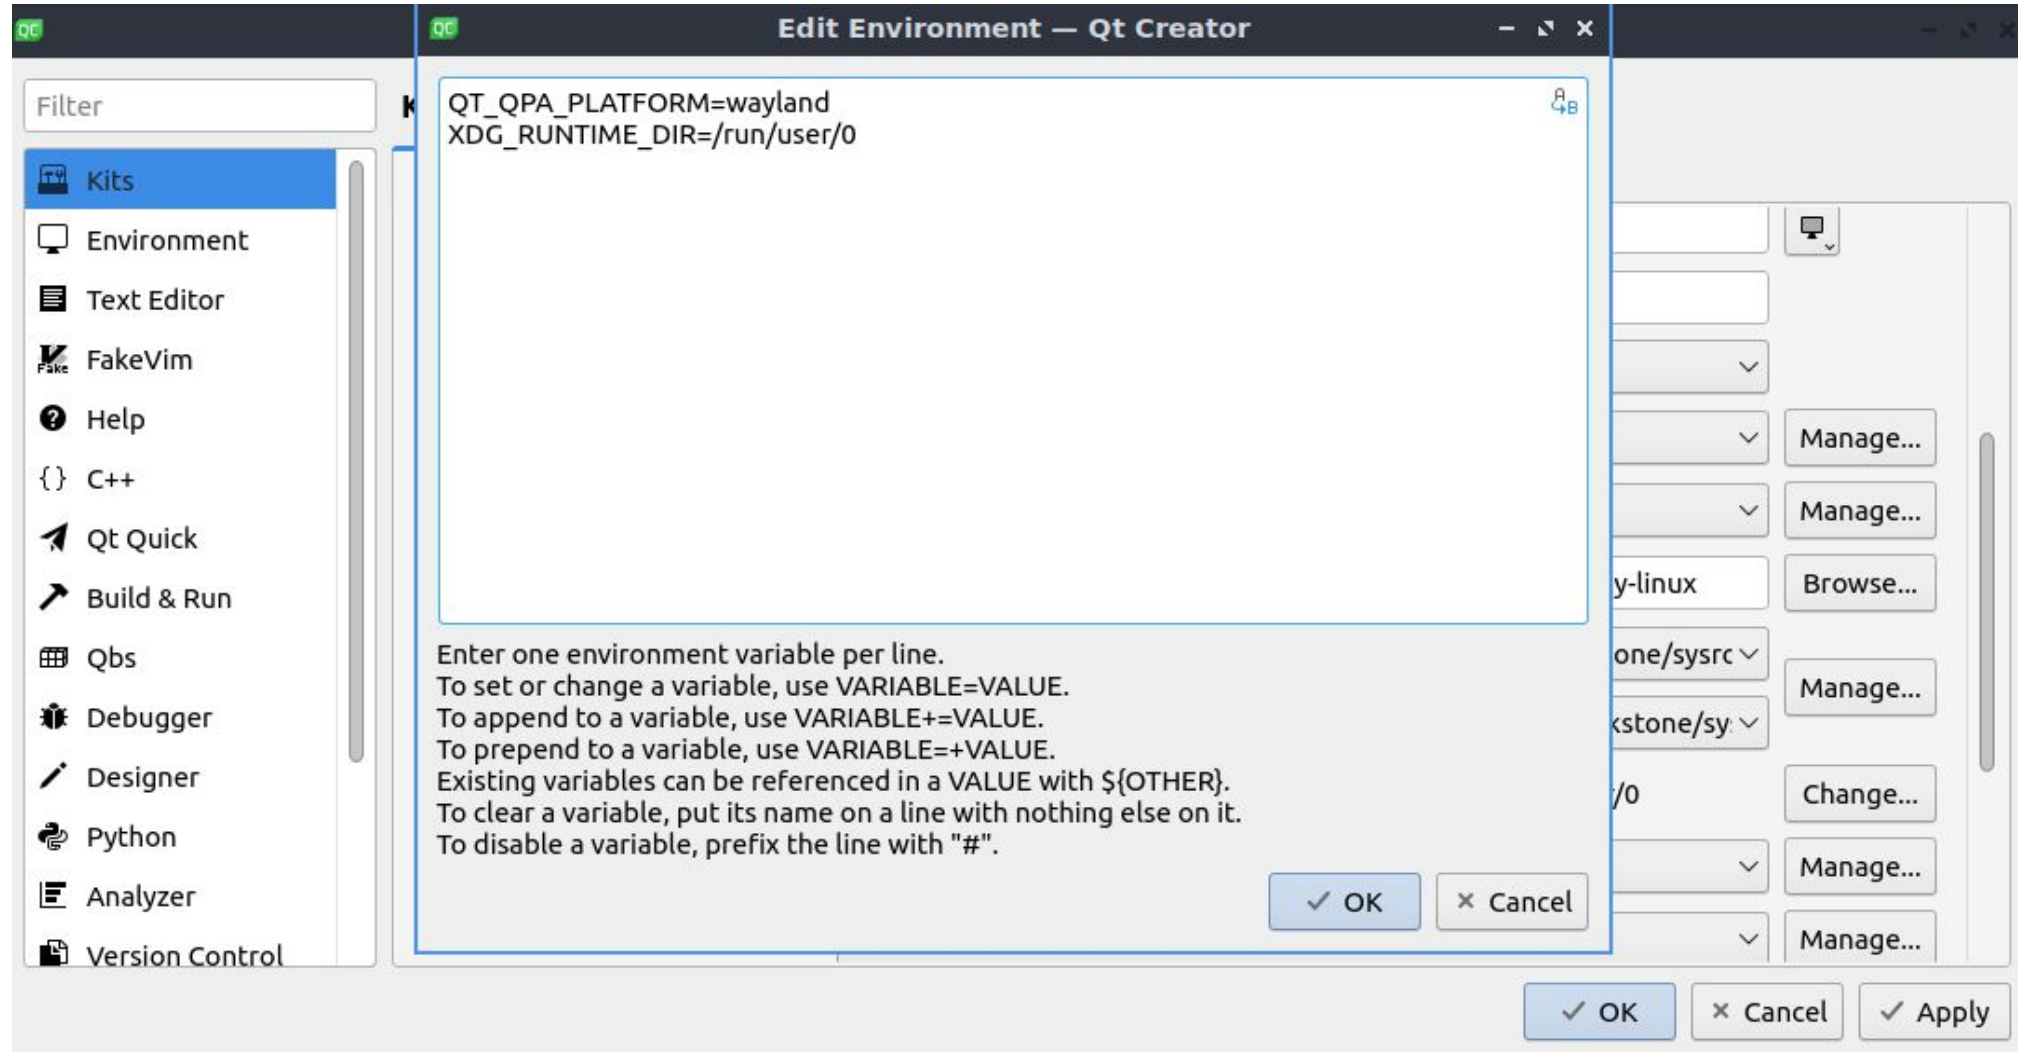 QC
QC
Edit Environment — Qt Creator
Filter
QT_QPA_PLATFORM=wayland
XDG_RUNTIME_DIR=/run/user/0
A
B
Kits
Environment
Text Editor
FakeVim
Help
C++
Qt Quick
Build & Run
Qbs
Debugger
Designer
Python
Analyzer
Version Control
Enter one environment variable per line.
To set or change a variable, use VARIABLE=VALUE.
To append to a variable, use VARIABLE+=VALUE.
To prepend to a variable, use VARIABLE=+VALUE.
Existing variables can be referenced in a VALUE with ${OTHER}.
To clear a variable, put its name on a line with nothing else on it.
To disable a variable, prefix the line with "#".
OK
Cancel
Manage...
Manage...
y-linux
Browse...
one/sysrc
Manage...
kstone/sy
/0
Change...
Manage...
Manage...
OK
Cancel
Apply